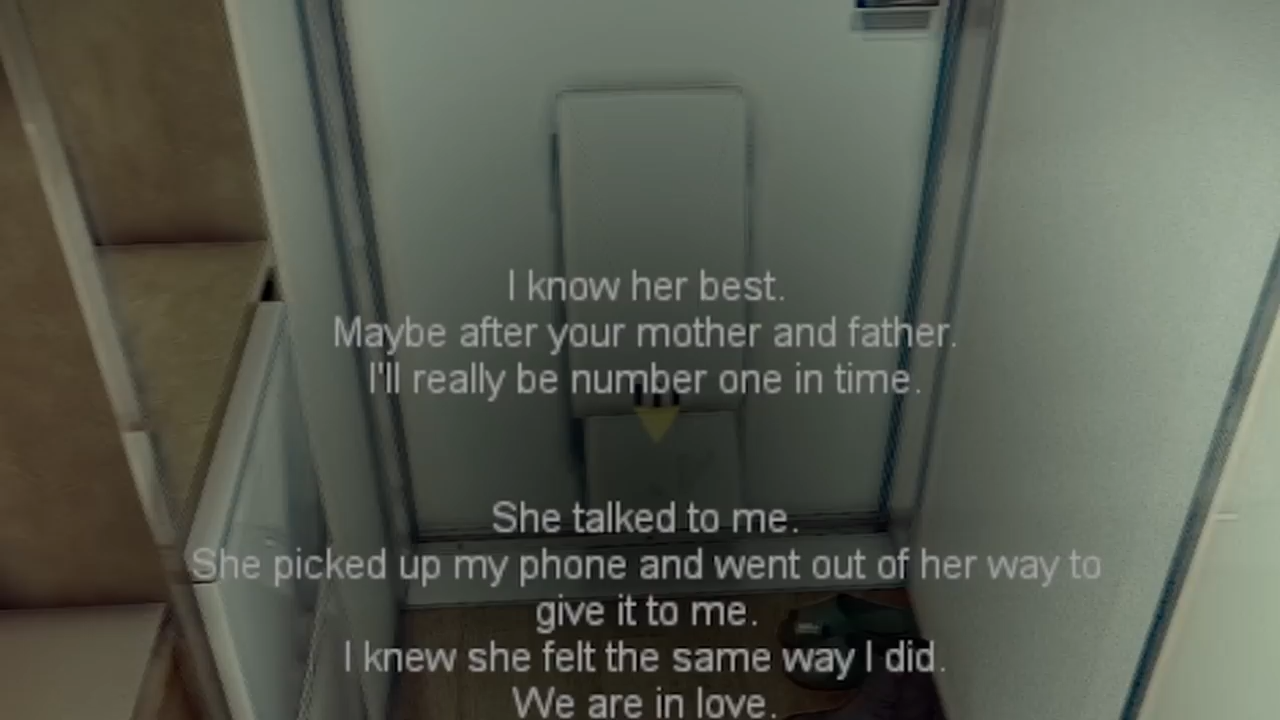 I know her best.
Maybe after your mother and father.
I'll really be number one in time.
She talked to me.
She picked up my phone and went out of her way to
give it to me.
I knew she felt the same way I did.
We are in love.